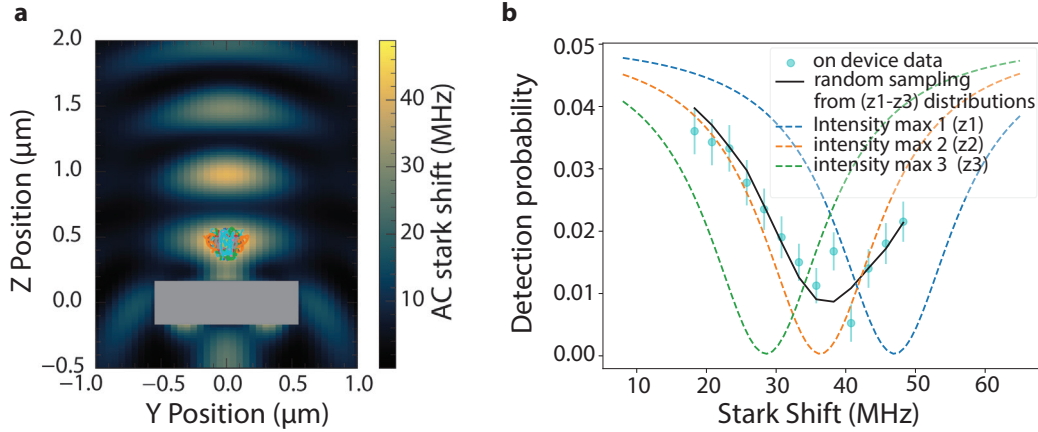 a
2.0
1.5
1.0
0.5
0.0
−0.5
−1.0
−0.5
0.0
0.5
1.0
Z Position (μm)
Y Position (μm)
40
30
20
10
AC stark shift (MHz)
b
0.05
0.04
0.03
0.02
0.01
0.00
Detection probability
10
20
30
40
50
60
Stark Shift (MHz)
on device data
random sampling
from (z1-z3) distributions
Intensity max 1 (z1)
intensity max 2 (z2)
intensity max 3 (z3)